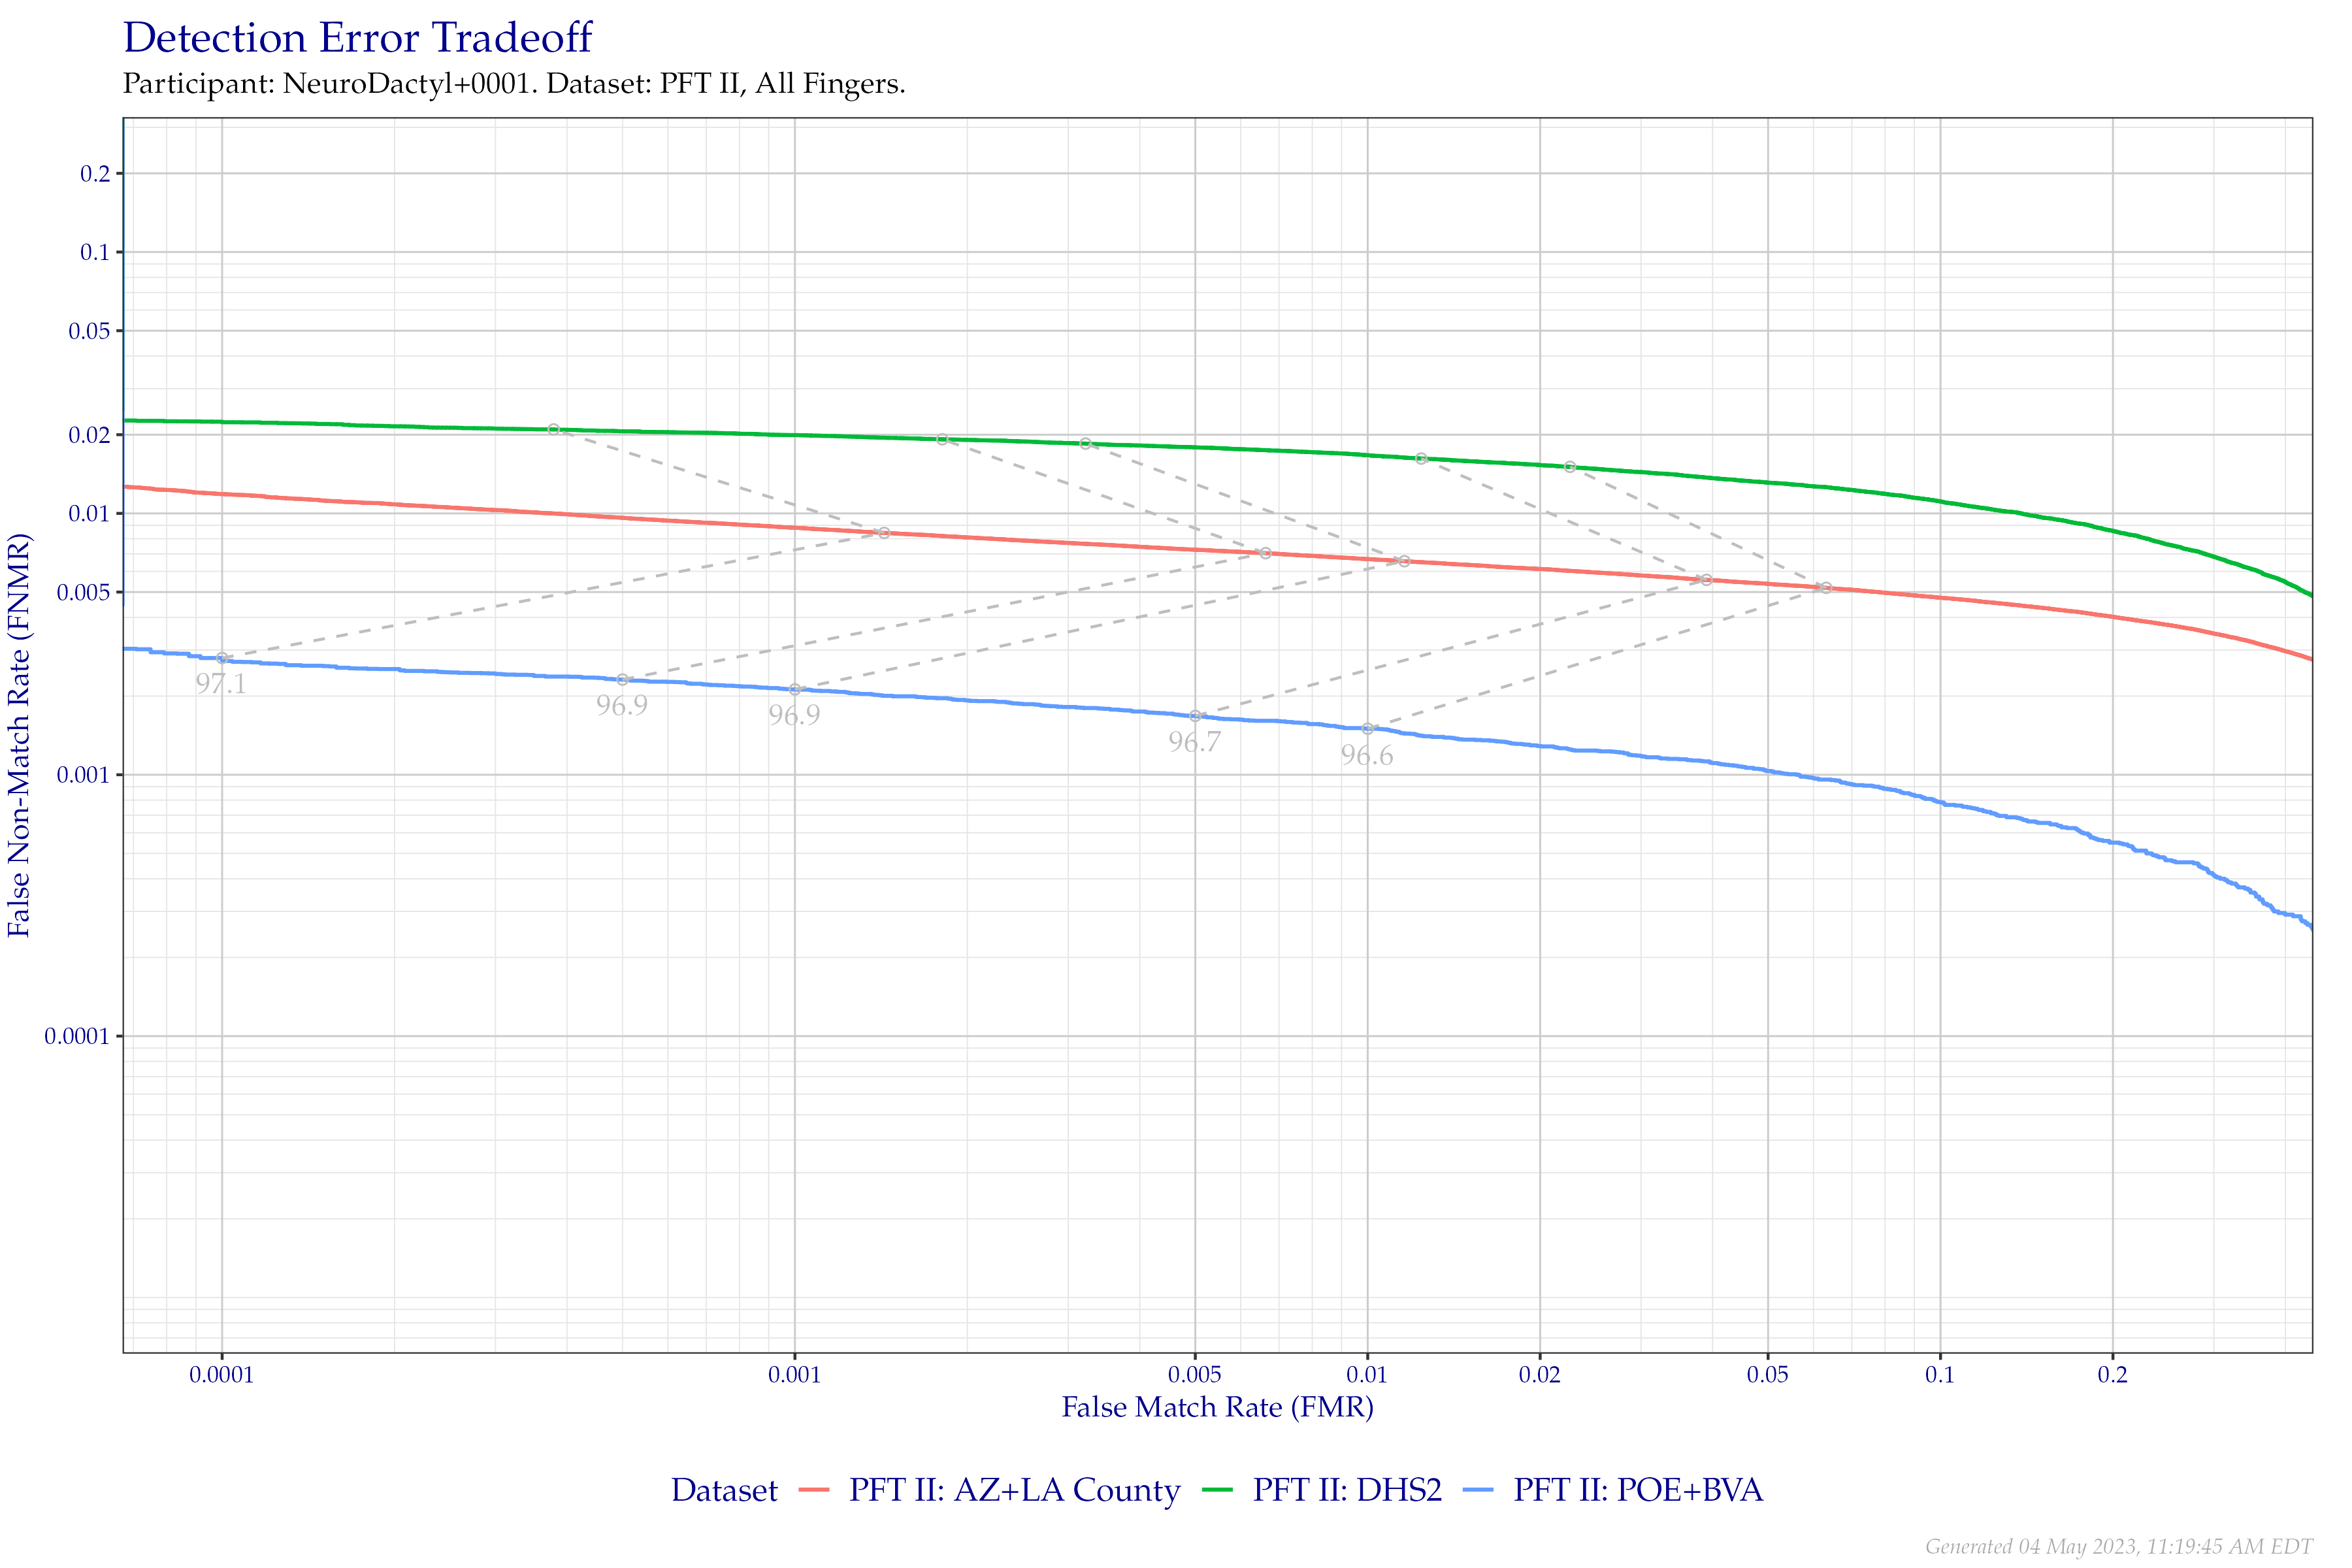 Detection Error Tradeoff
Participant: NeuroDactyl+0001. Dataset: PFT II, All Fingers.
False Non-Match Rate (FNMR)
0.2
0.1
0.05
0.02
0.01
0.005
0.001
0.0001
97.1
96.9
96.9
96.7
96.6
0.0001 0.001 0.005 0.01 0.02 0.05 0.1 0.2
False Match Rate (FMR)
Dataset PFT II: AZ+LA County PFT II: DHS2 PFT II: POE+BVA
Generated 04 May 2023, 11:19:45 AM EDT